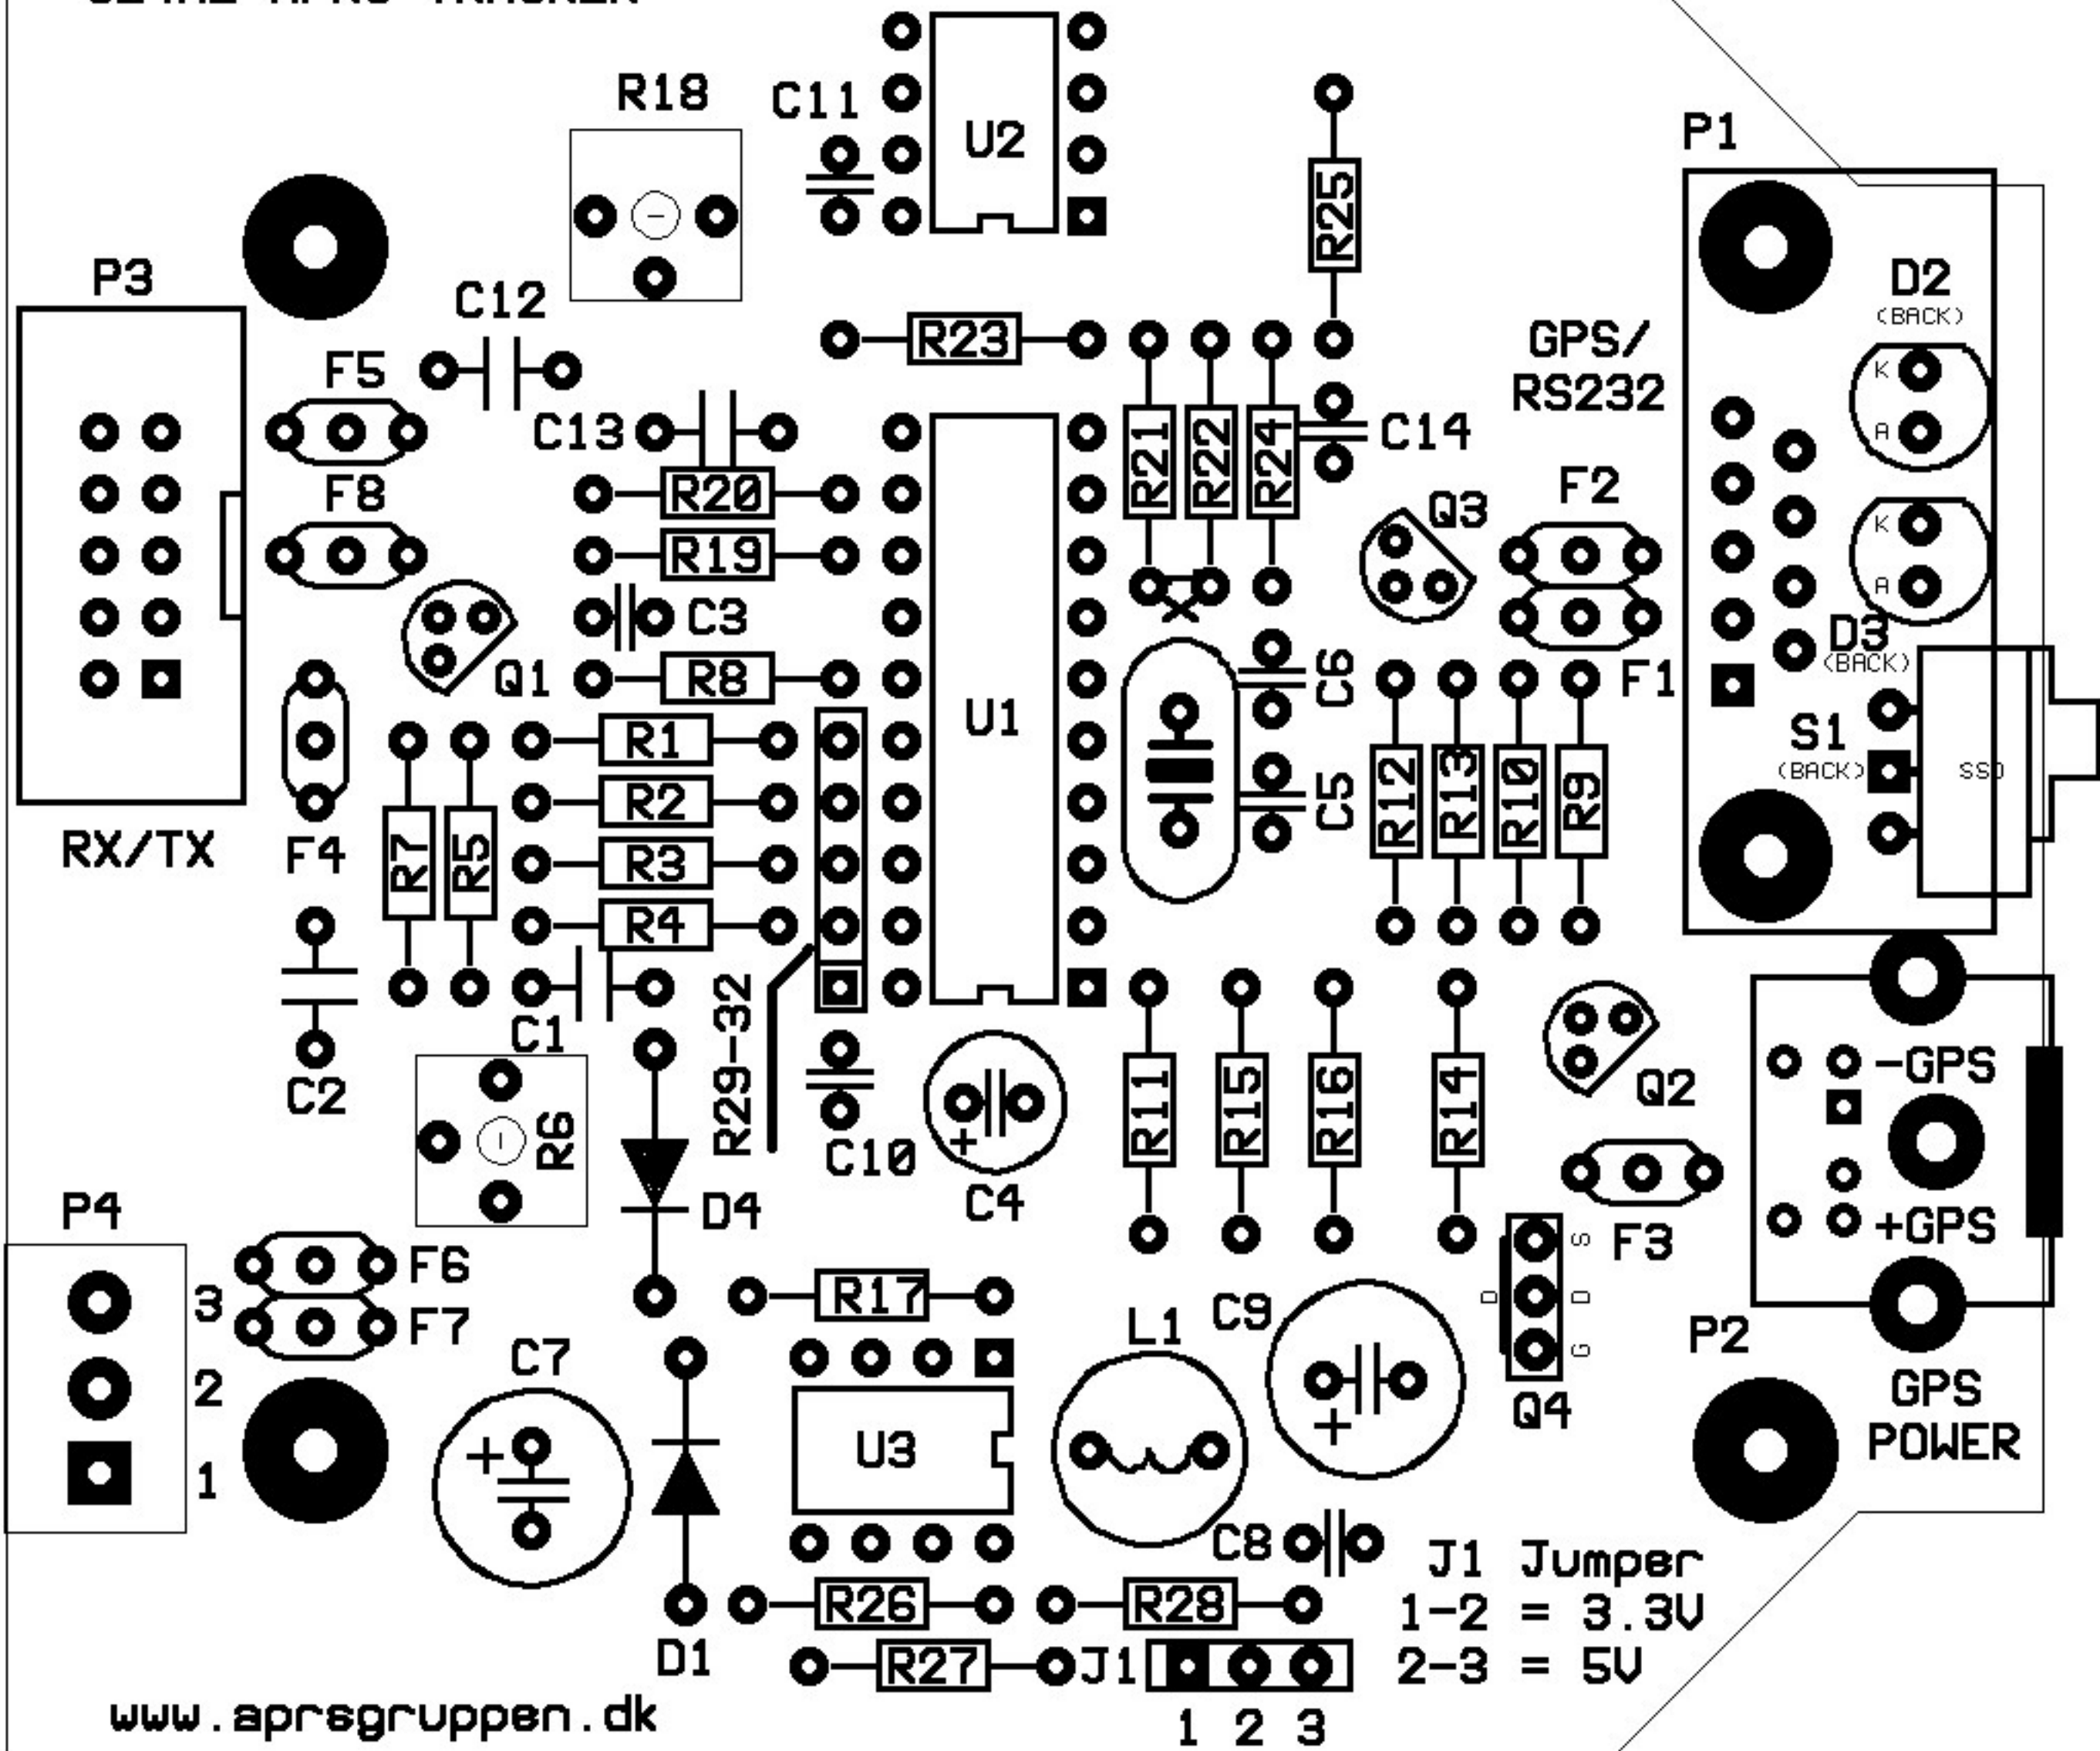 R18
C11
U2
P1
R25
P3
C12
D2
(BACK)
GPS/
RS232
R23
F5
K
A
C13
C14
R21
R22
R24
F8
R20
F2
Q3
K
A
R19
C3
D3
(BACK)
Q1
R8
C6
F1
U1
S1
(BACK)
R1
R2
R3
R4
C5
R12
R13
R10
R9
RX/TX
F4
R7
R5
C1
R29-32
C2
R6
C10
C4
R11
R15
R16
R14
Q2
-GPS
+GPS
P4
D4
F3
S
D
D
G
3
2
1
F6
F7
R17
L1
C9
P2
C7
+
U3
+
+
Q4
GPS
POWER
C8
J1 Jumper
1-2 = 3.3V
2-3 = 5V
R26
R28
D1
R27
J1
1 2 3
www.aprsgruppen.dk